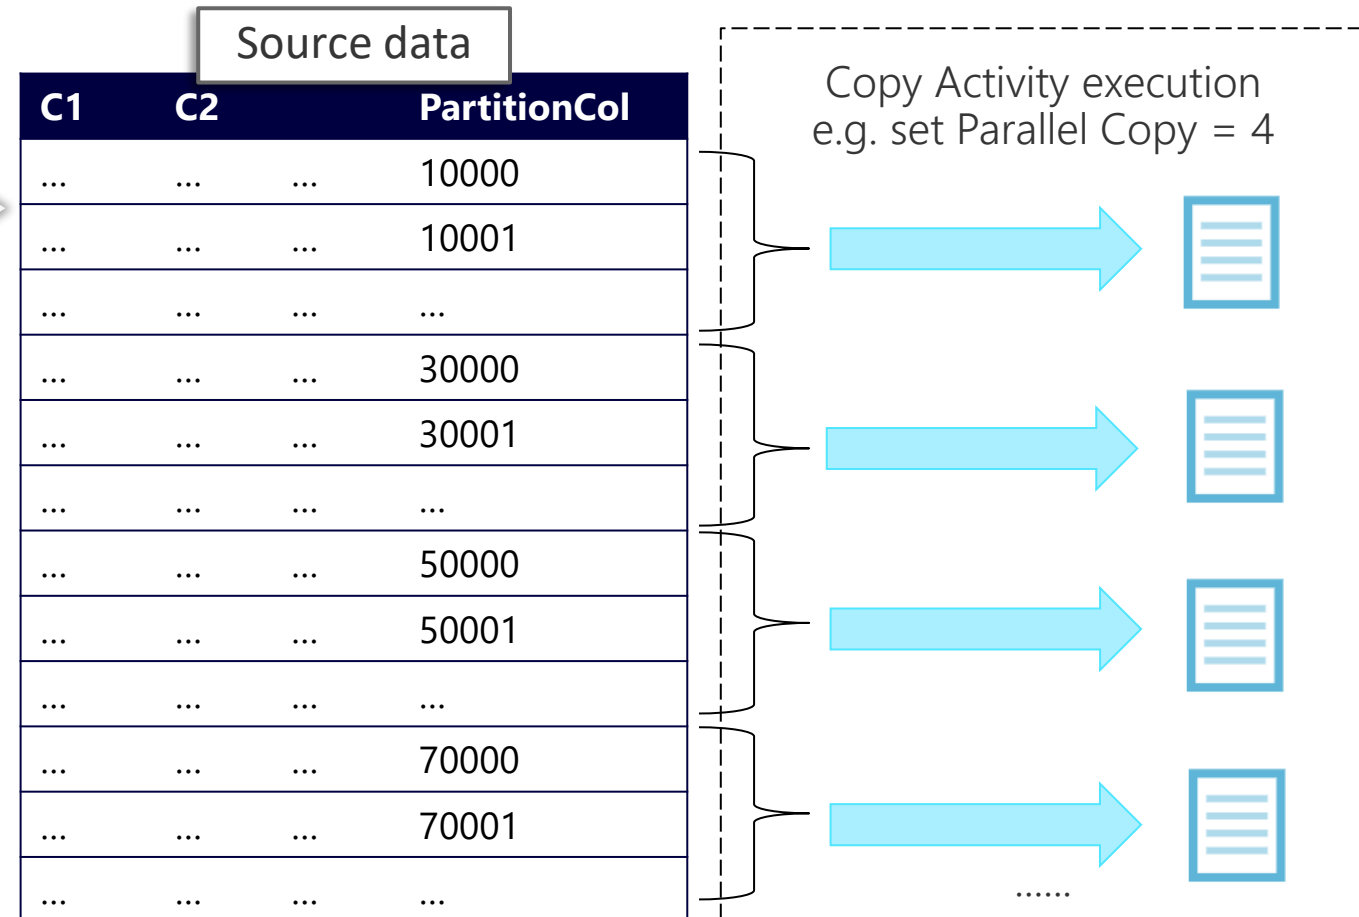 Source data
C1 C2 PartitionCol
... ... ... 10000
... ... ... 10001
... ... ... ...
... ... ... 30000
... ... ... 30001
... ... ... ...
... ... ... 50000
... ... ... 50001
... ... ... ...
... ... ... 70000
... ... ... 70001
... ... ... ...
Copy Activity execution
e.g. set Parallel Copy = 4
......